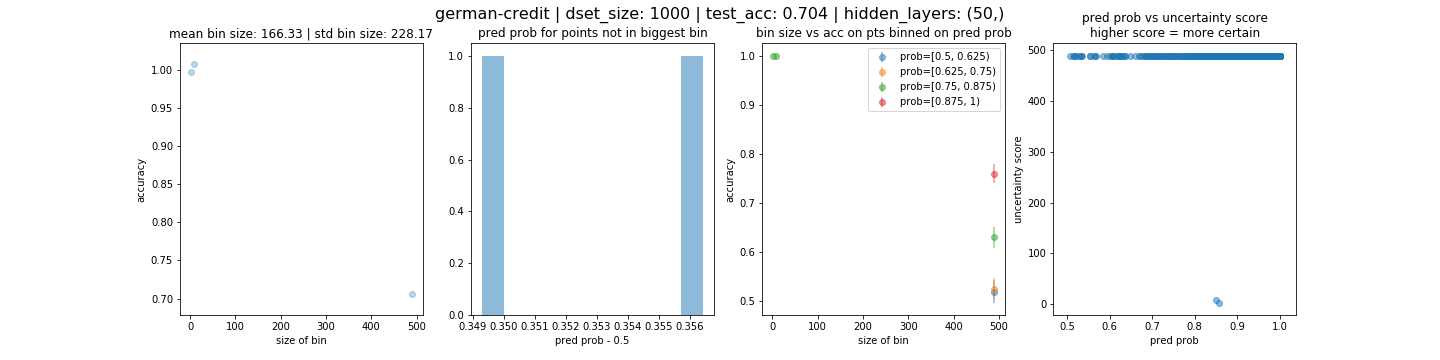 german-credit | dset_size: 1000 | test_acc: 0.704 | hidden_layers: (50,)
mean bin size: 166.33 | std bin size: 228.17
accuracy
1.00
0.95
0.90
0.85
0.80
0.75
0.70
0 100 200 300 400 500
size of bin
pred prob for points not in biggest bin
1.0
0.8
0.6
0.4
0.2
0.0
0.349 0.350 0.351 0.352 0.353 0.354 0.355 0.356
pred prob - 0.5
bin size vs acc on pts binned on pred prob
prob=[0.5, 0.625)
prob=[0.625, 0.75)
prob=[0.75, 0.875)
prob=[0.875, 1)
accuracy
1.0
0.9
0.8
0.7
0.6
0.5
0 100 200 300 400 500
size of bin
pred prob vs uncertainty score
higher score = more certain
uncertainty score
500
400
300
200
100
0
0.5 0.6 0.7 0.8 0.9 1.0
pred prob